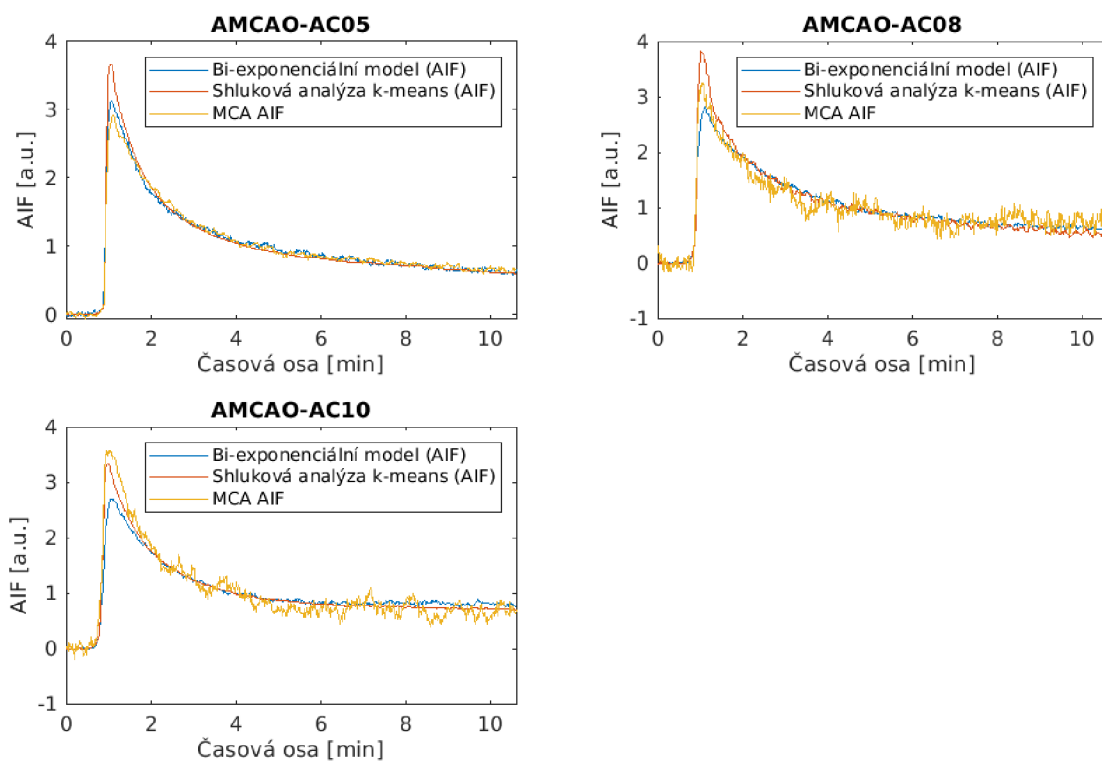 AMCAO-AC05
4
3
2
1
0
AIF [a.u.]
Bi-exponenciální model (AIF)
Shluková analýza k-means (AIF)
MCA AIF
0 2 4 6 8 10
Časová osa [min]
AMCAO-AC08
4
3
2
1
0
-1
AIF [a.u.]
Bi-exponenciální model (AIF)
Shluková analýza k-means (AIF)
MCA AIF
0 2 4 6 8 10
Časová osa [min]
AMCAO-AC10
4
3
2
1
0
-1
AIF [a.u.]
Bi-exponenciální model (AIF)
Shluková analýza k-means (AIF)
MCA AIF
0 2 4 6 8 10
Časová osa [min]